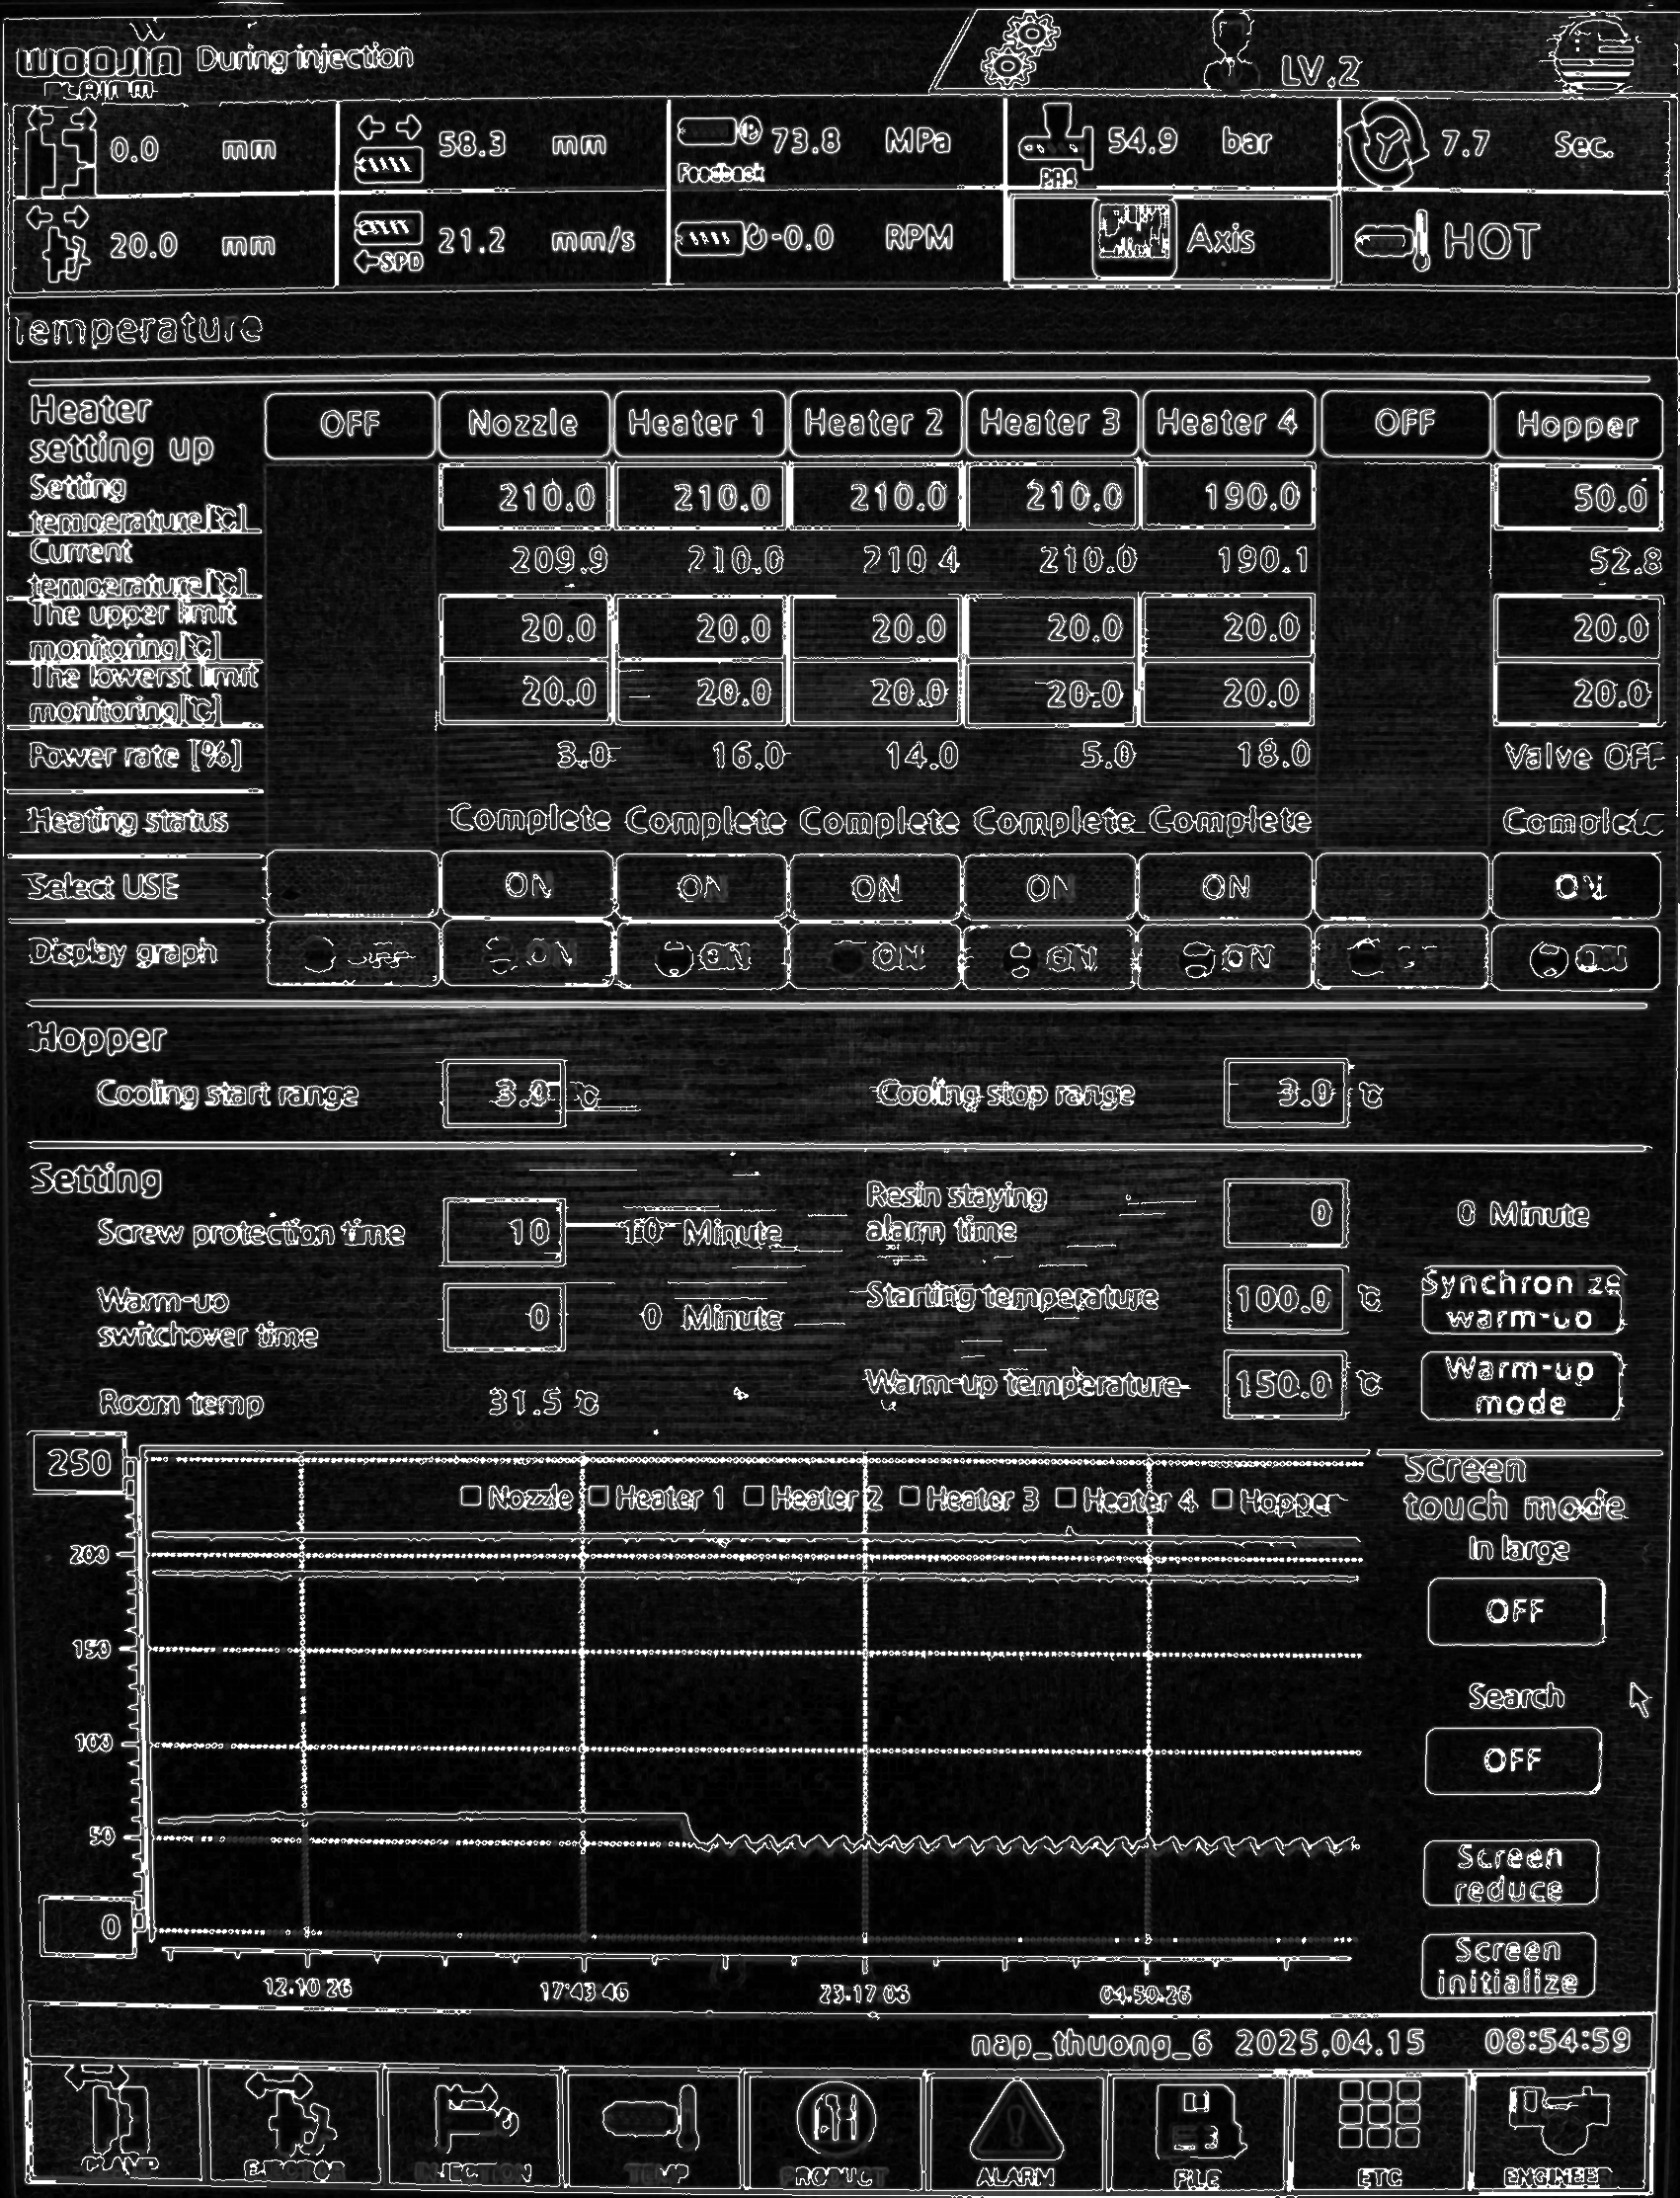 WOOJIN During injection
PLAIMM
LV.2
0.0 mm 58.3 mm 73.8 MPa 54.9 bar 7.7 Sec.
Feedback
20.0 mm SPD 21.2 mm/s -0.0 RPM Axis HOT
Temperature
Heater setting up OFF Nozzle Heater 1 Heater 2 Heater 3 Heater 4 OFF Hopper
Setting temperature[℃] 210.0 210.0 210.0 210.0 190.0 50.0
Current temperature[℃] 209.9 210.0 210.4 210.0 190.1 52.8
The upper limit monitoring[℃] 20.0 20.0 20.0 20.0 20.0 20.0
The lowerst limit monitoring[℃] 20.0 20.0 20.0 20.0 20.0 20.0
Power rate [%] 3.0 16.0 14.0 5.0 18.0 Valve OFF
Heating status Complete Complete Complete Complete Complete Complete
Select USE ON ON ON ON ON ON
Display graph OFF ON ON ON ON ON ON
Hopper
Cooling start range 3.0 ℃ Cooling stop range 3.0 ℃
Setting
Screw protection time 10 10 Minute Resin staying alarm time 0 0 Minute
Warm-up switchover time 0 0 Minute Starting temperature 100.0 ℃ Synchronize warm-up
Room temp 31.5 ℃ Warm-up temperature 150.0 ℃ Warm-up mode
250
Nozzle Heater 1 Heater 2 Heater 3 Heater 4 Hopper
200
150
100
50
0
12:10:26 17:43:46 23:17:06 04:50:26
Screen touch mode
In large
OFF
Search
OFF
Screen reduce
Screen initialize
nap_thuong_6 2025.04.15 08:54:59
CLAMP EJECTOR INJECTION TEMP PRODUCT ALARM FILE ETC ENGINEER